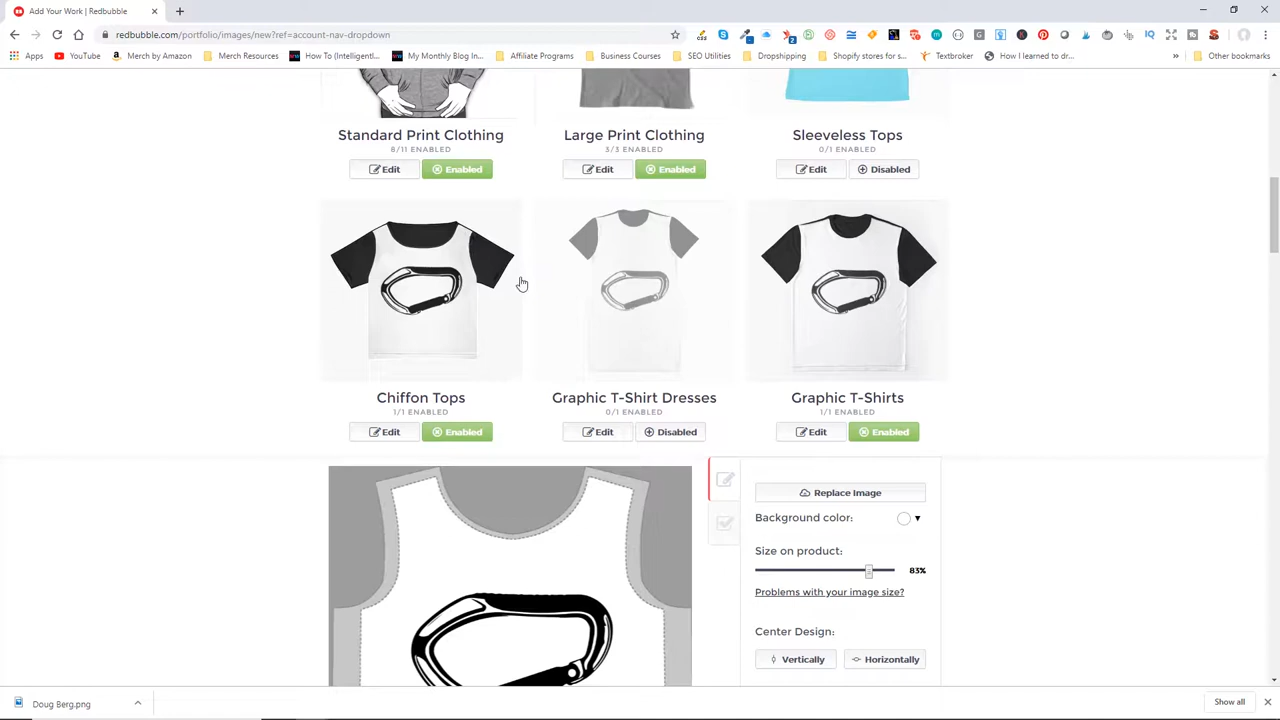 Add Your Work | Redbubble
redbubble.com/portfolio/images/new?ref=account-nav-dropdown
YouTube
Merch by Amazon
Merch Resources
How To (Intelligentl...
My Monthly Blog In...
Affiliate Programs
Business Courses
SEO Utilities
Dropshipping
Shopify stores for s...
Textbroker
How I learned to dr...
»
Other bookmarks
Standard Print Clothing
Large Print Clothing
Sleeveless Tops
8/11 ENABLED
3/3 ENABLED
0/1 ENABLED
Edit Enabled
Edit Enabled
Edit Disabled
Chiffon Tops
Graphic T-Shirt Dresses
Graphic T-Shirts
1/1 ENABLED
0/1 ENABLED
1/1 ENABLED
Edit Enabled
Edit Disabled
Edit Enabled
Replace Image
Background color:
Size on product:
83%
Problems with your image size?
Center Design:
Vertically
Horizontally
Doug Berg.png
Show all